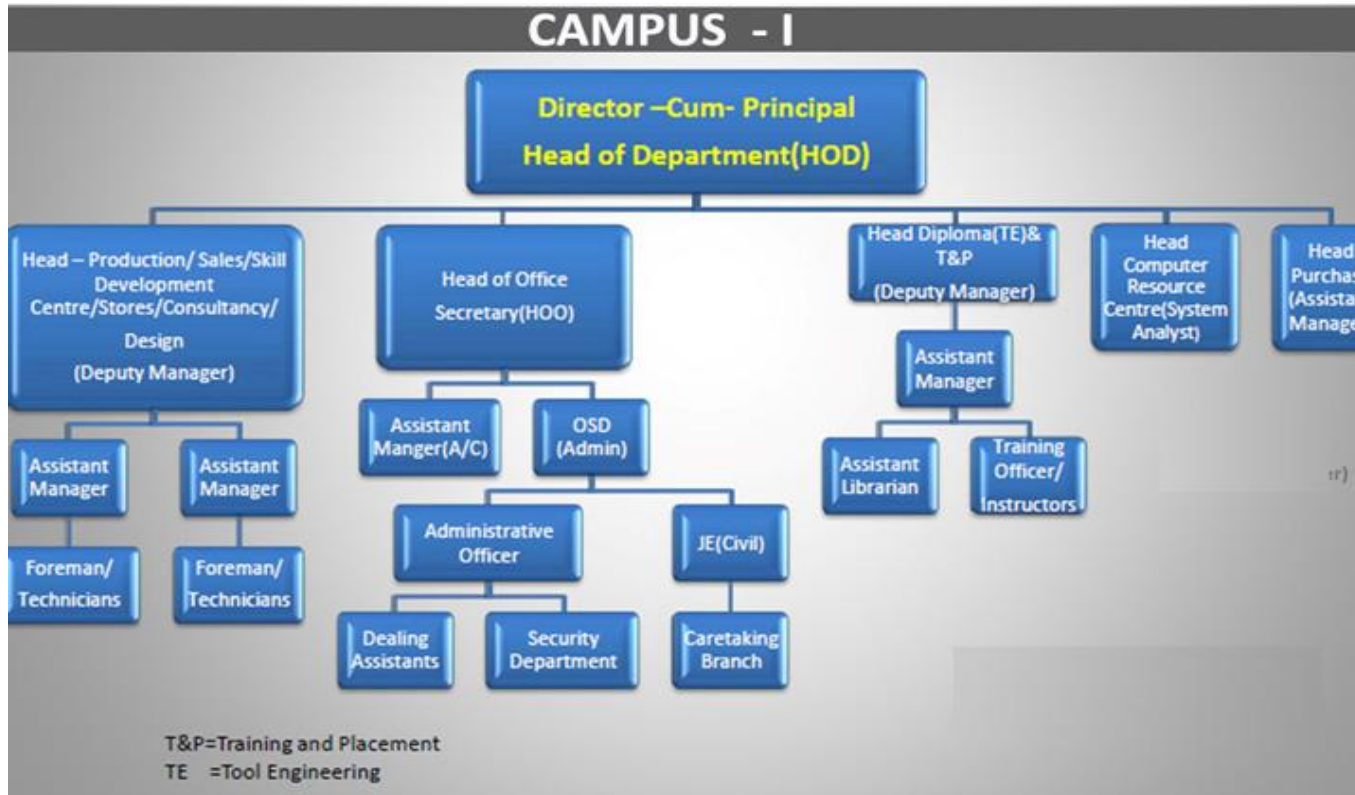 CAMPUS - I
Director –Cum- Principal
Head of Department(HOD)
Head – Production/ Sales/Skill
Development
Centre/Stores/Consultancy/
Design
(Deputy Manager)
Head of Office
Secretary(HOO)
Head Diploma(TE)&
T&P
(Deputy Manager)
Head
Computer
Resource
Centre(System
Analyst)
Head
Purchas
(Assista
Manage
Assistant
Manager
Assistant
Manager
Foreman/
Technicians
Foreman/
Technicians
Assistant
Manger(A/C)
OSD
(Admin)
Administrative
Officer
JE(Civil)
Dealing
Assistants
Security
Department
Caretaking
Branch
Assistant
Manager
Assistant
Librarian
Training
Officer/
Instructors
T&P=Training and Placement
TE =Tool Engineering